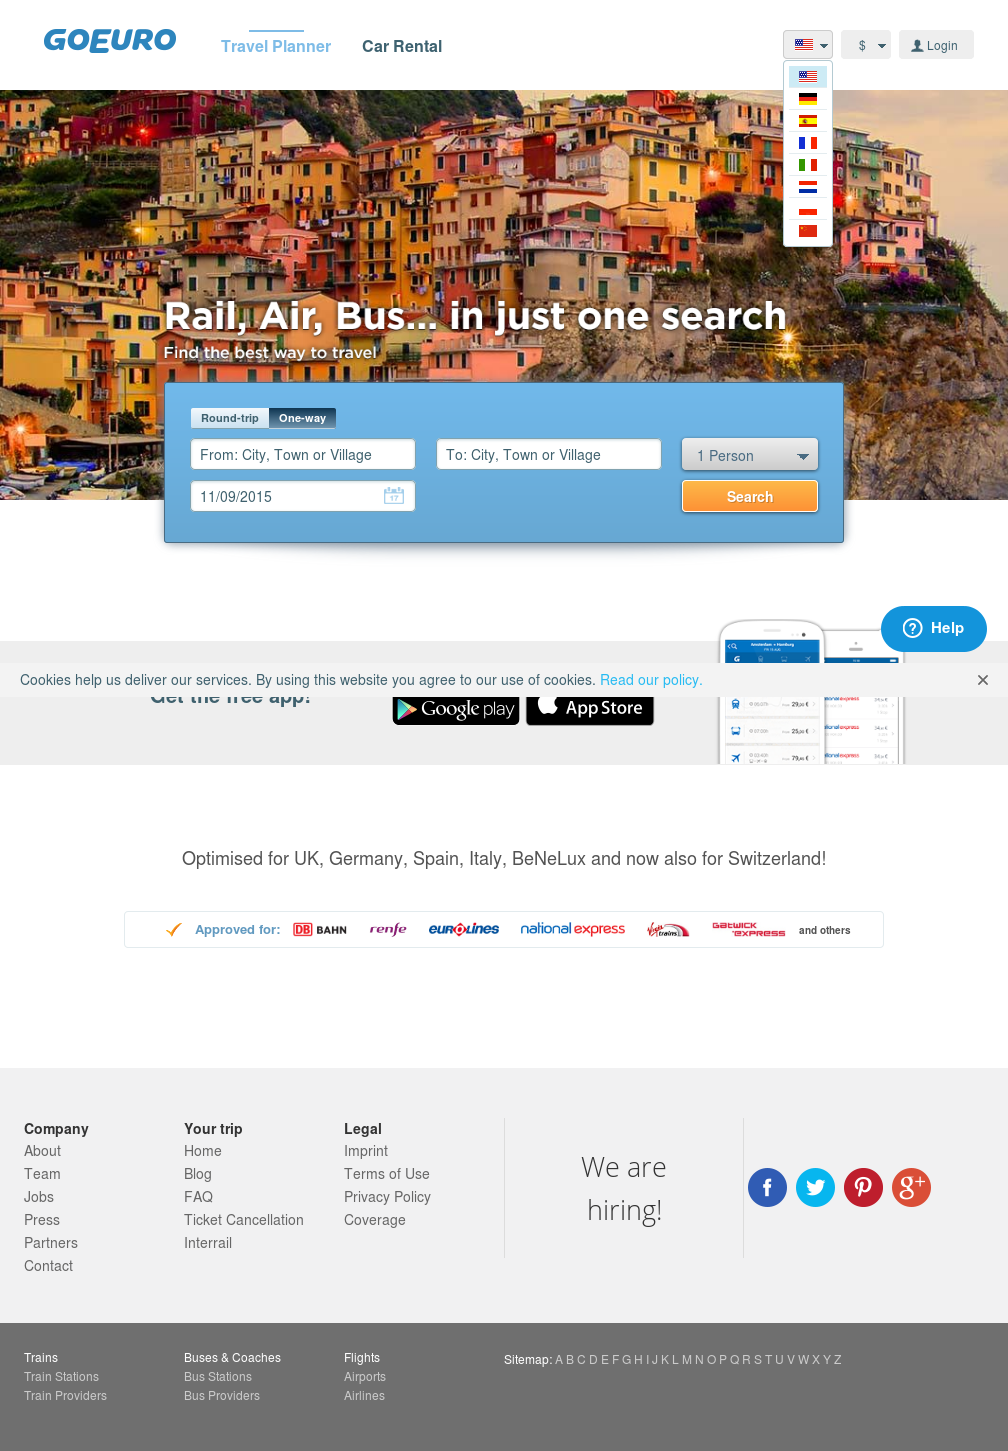 GOEURO
Travel Planner
Car Rental
$
Login
Rail, Air, Bus... in just one search
Find the best way to travel
Round-trip
One-way
From: City, Town or Village
To: City, Town or Village
1 Person
11/09/2015
17
Search
Help
Cookies help us deliver our services. By using this website you agree to our use of cookies. Read our policy.
Get the free app!
Google play
App Store
Optimised for UK, Germany, Spain, Italy, BeNeLux and now also for Switzerland!
Approved for:
DB BAHN
renfe
eurolines
national express
Virgin trains
Gatwick express
and others
Company
About
Team
Jobs
Press
Partners
Contact
Your trip
Home
Blog
FAQ
Ticket Cancellation
Interrail
Legal
Imprint
Terms of Use
Privacy Policy
Coverage
We are
hiring!
Trains
Train Stations
Train Providers
Buses & Coaches
Bus Stations
Bus Providers
Flights
Airports
Airlines
Sitemap: A B C D E F G H I J K L M N O P Q R S T U V W X Y Z